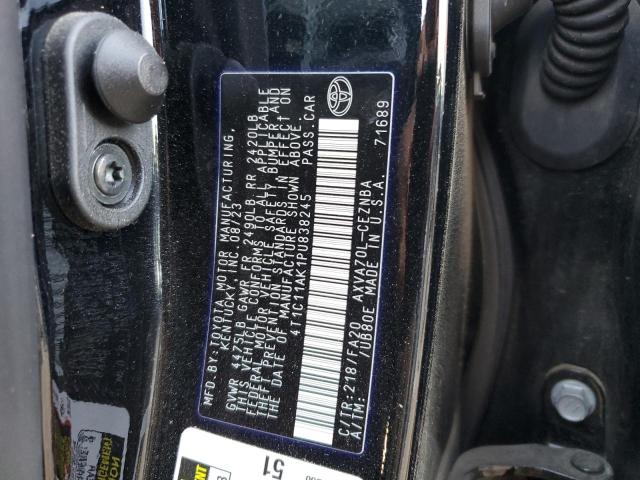 MFD. BY: TOYOTA MOTOR MANUFACTURING,
KENTUCKY, INC. 08/23
GVWR 4475LB GAWR FR 2490LB RR 2420LB
THIS VEHICLE CONFORMS TO ALL APPLICABLE
FEDERAL MOTOR VEHICLE SAFETY, BUMPER, AND
THEFT PREVENTION STANDARDS IN EFFECT ON
THE DATE OF MANUFACTURE SHOWN ABOVE.
4T1C11AK1PU838245 PASS.CAR
C/TR: 218/FA20 AXVA70L-CEZNBA
A/TM: /UB80E MADE IN U.S.A. 71689
51